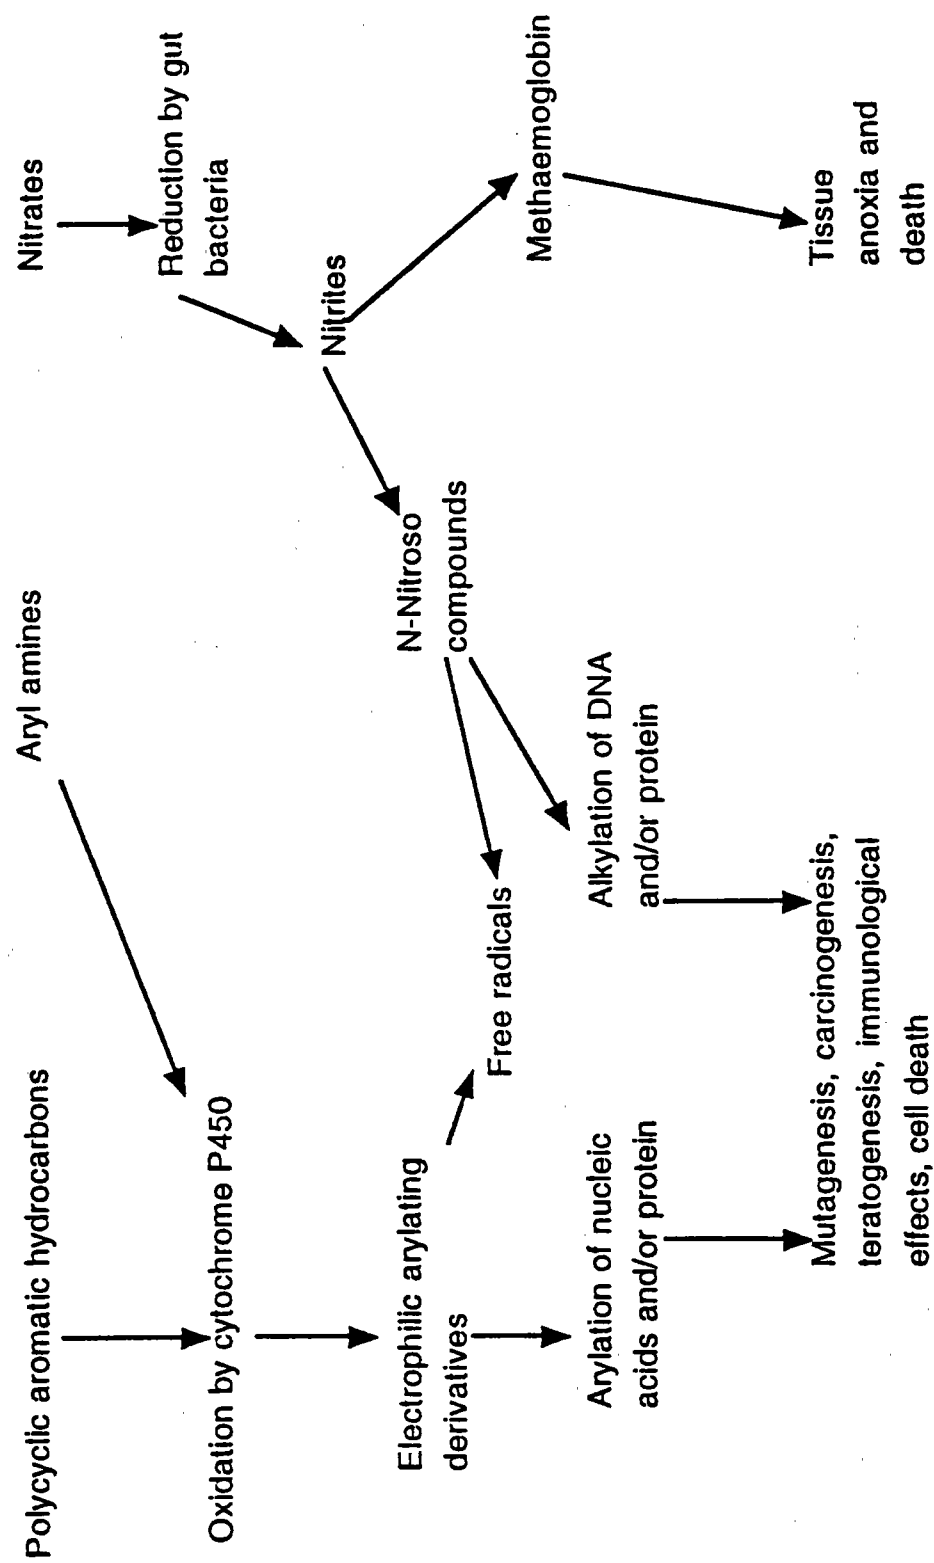 Polycyclic aromatic hydrocarbons
Aryl amines
Nitrates
Oxidation by cytochrome P450
Reduction by gut
bacteria
Nitrites
Electrophilic arylating
derivatives
N-Nitroso
compounds
Free radicals
Methaemoglobin
Arylation of nucleic
acids and/or protein
Alkylation of DNA
and/or protein
Mutagenesis, carcinogenesis,
teratogenesis, immunological
effects, cell death
Tissue
anoxia and
death